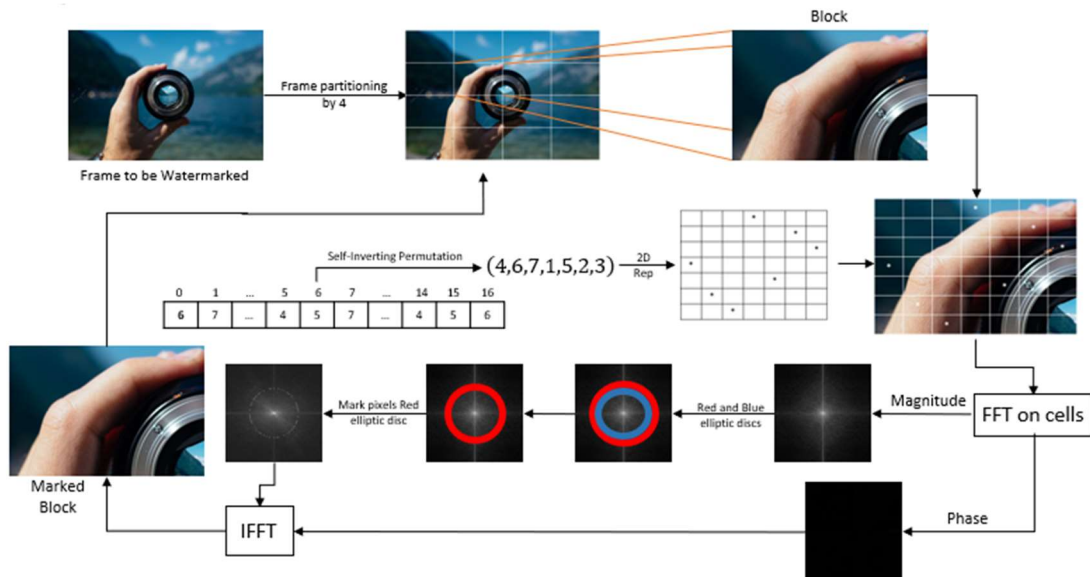 Block
Frame partitioning
by 4
Frame to be Watermarked
Self-Inverting Permutation
(4,6,7,1,5,2,3)
2D
Rep
0 1 ... 5 6 7 ... 14 15 16
6 7 ... 4 5 7 ... 4 5 6
Mark pixels Red
elliptic disc
Red and Blue
elliptic discs
Magnitude
FFT on cells
Marked
Block
IFFT
Phase